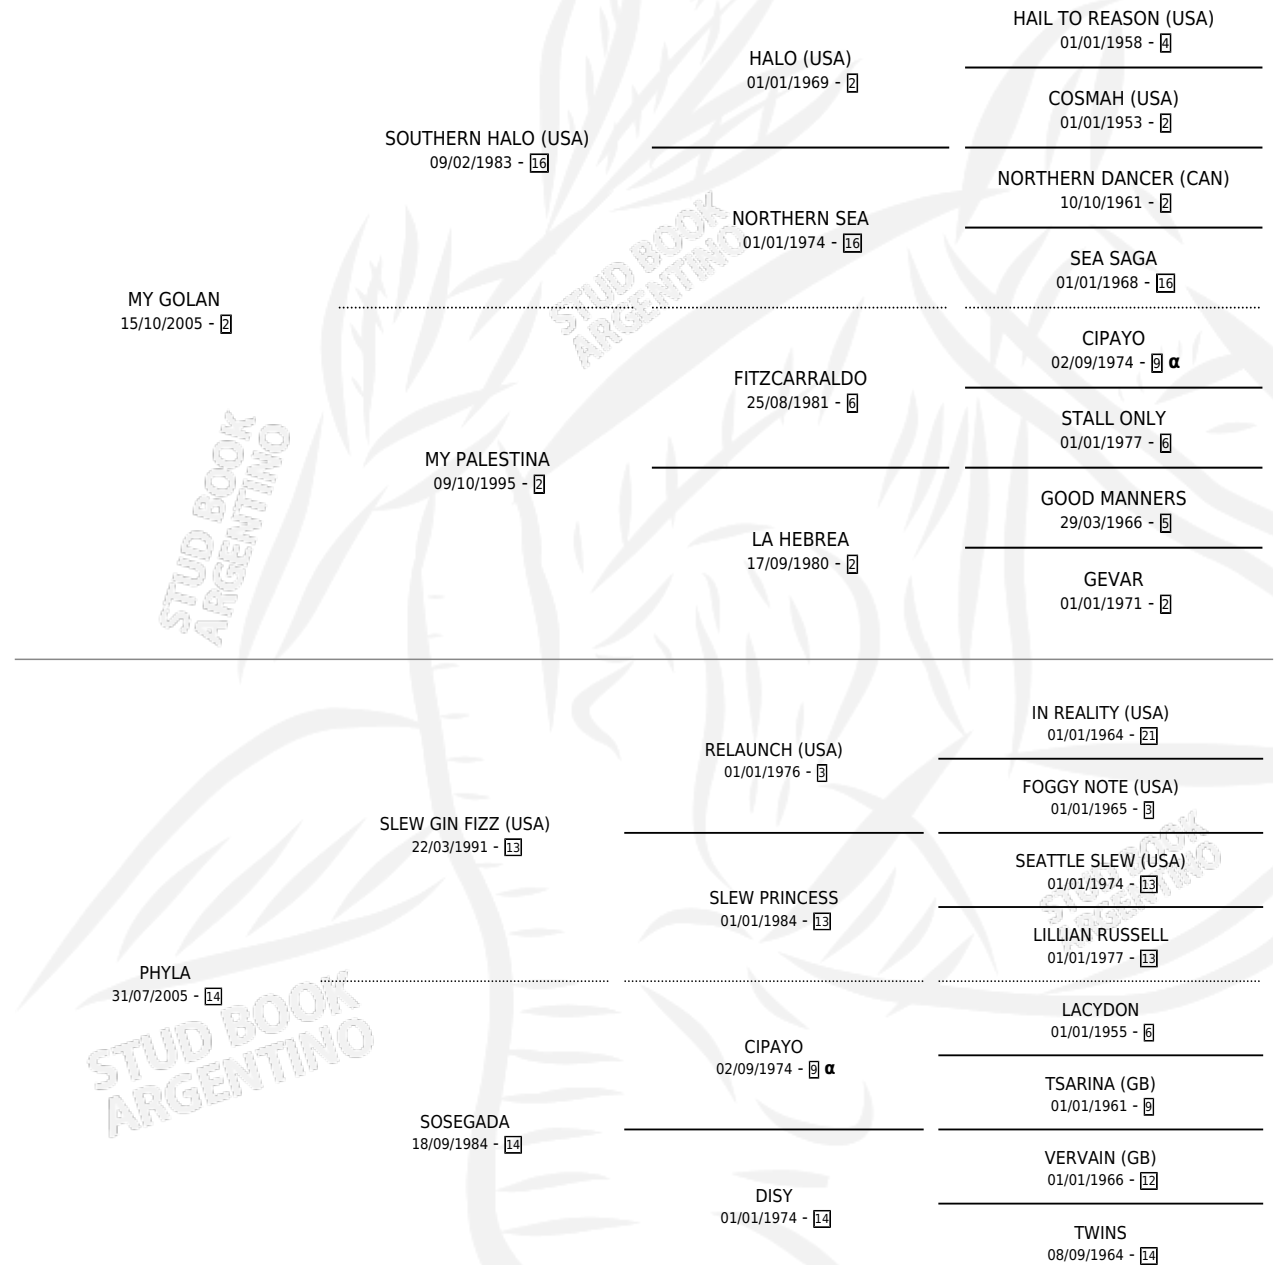 HAIL TO REASON (USA)
01/01/1958 - 4
HALO (USA)
01/01/1969 - 2
COSMAH (USA)
01/01/1953 - 2
SOUTHERN HALO (USA)
09/02/1983 - 16
NORTHERN DANCER (CAN)
10/10/1961 - 2
NORTHERN SEA
01/01/1974 - 16
SEA SAGA
01/01/1968 - 16
MY GOLAN
15/10/2005 - 2
CIPAYO
02/09/1974 - 9 α
FITZCARRALDO
25/08/1981 - 6
STALL ONLY
01/01/1977 - 6
MY PALESTINA
09/10/1995 - 2
GOOD MANNERS
29/03/1966 - 5
LA HEBREA
17/09/1980 - 2
GEVAR
01/01/1971 - 2
IN REALITY (USA)
01/01/1964 - 21
RELAUNCH (USA)
01/01/1976 - 3
FOGGY NOTE (USA)
01/01/1965 - 3
SLEW GIN FIZZ (USA)
22/03/1991 - 13
SEATTLE SLEW (USA)
01/01/1974 - 13
SLEW PRINCESS
01/01/1984 - 13
LILLIAN RUSSELL
01/01/1977 - 13
PHYLA
31/07/2005 - 14
LACYDON
01/01/1955 - 6
CIPAYO
02/09/1974 - 9 α
TSARINA (GB)
01/01/1961 - 9
SOSEGADA
18/09/1984 - 14
VERVAIN (GB)
01/01/1966 - 12
DISY
01/01/1974 - 14
TWINS
08/09/1964 - 14
STUD BOOK
ARGENTINO
STUD BOOK
ARGENTINO
STUD BOOK
ARGENTINO
STUD BOOK
ARGENTINO